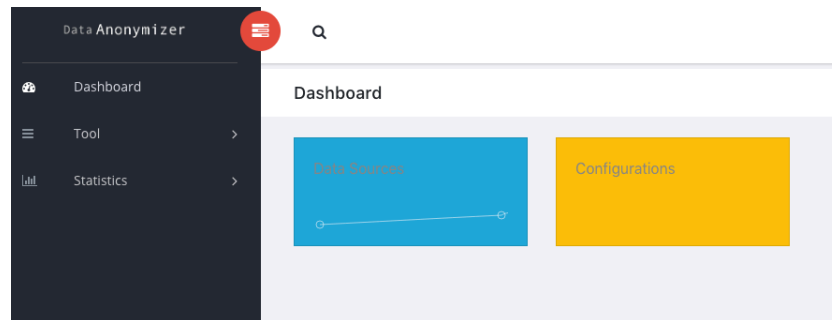 Data Anonymizer
Dashboard
Tool
Statistics
Dashboard
Data Sources
Configurations